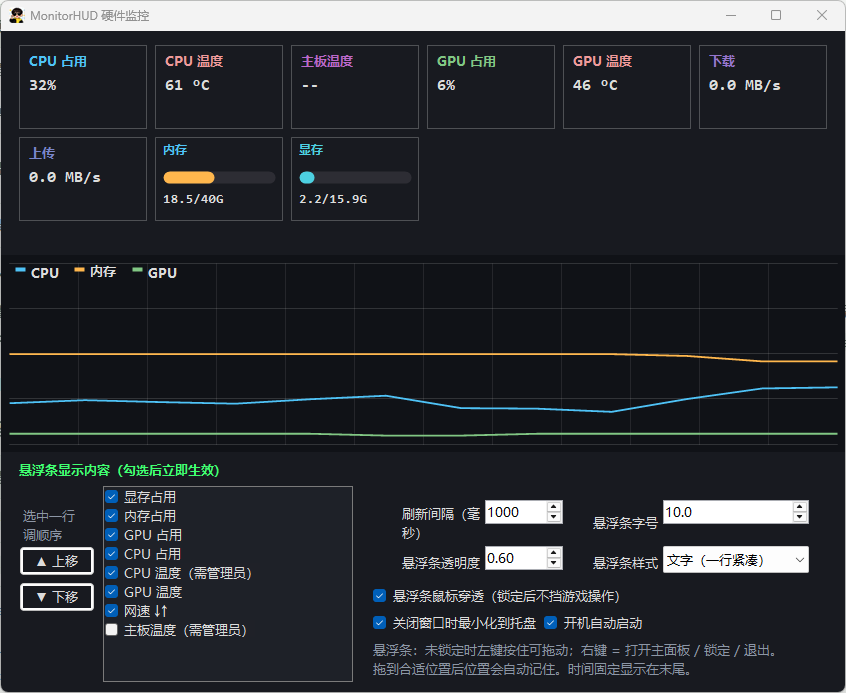 MonitorHUD 硬件监控
CPU 占用
32%
CPU 温度
61 °C
主板温度
--
GPU 占用
6%
GPU 温度
46 °C
下载
0.0 MB/s
上传
0.0 MB/s
内存
18.5/40G
显存
2.2/15.9G
CPU 内存 GPU
悬浮条显示内容（勾选后立即生效）
选中一行
调顺序
▲ 上移
▼ 下移
显存占用
内存占用
GPU 占用
CPU 占用
CPU 温度（需管理员）
GPU 温度
网速 ↓↑
主板温度（需管理员）
刷新间隔（毫
秒）
1000
悬浮条字号
10.0
悬浮条透明度
0.60
悬浮条样式
文字（一行紧凑）
悬浮条鼠标穿透（锁定后不挡游戏操作）
关闭窗口时最小化到托盘
开机自动启动
悬浮条：未锁定时左键按住可拖动；右键 = 打开主面板 / 锁定 / 退出。
拖到合适位置后位置会自动记住。时间固定显示在末尾。